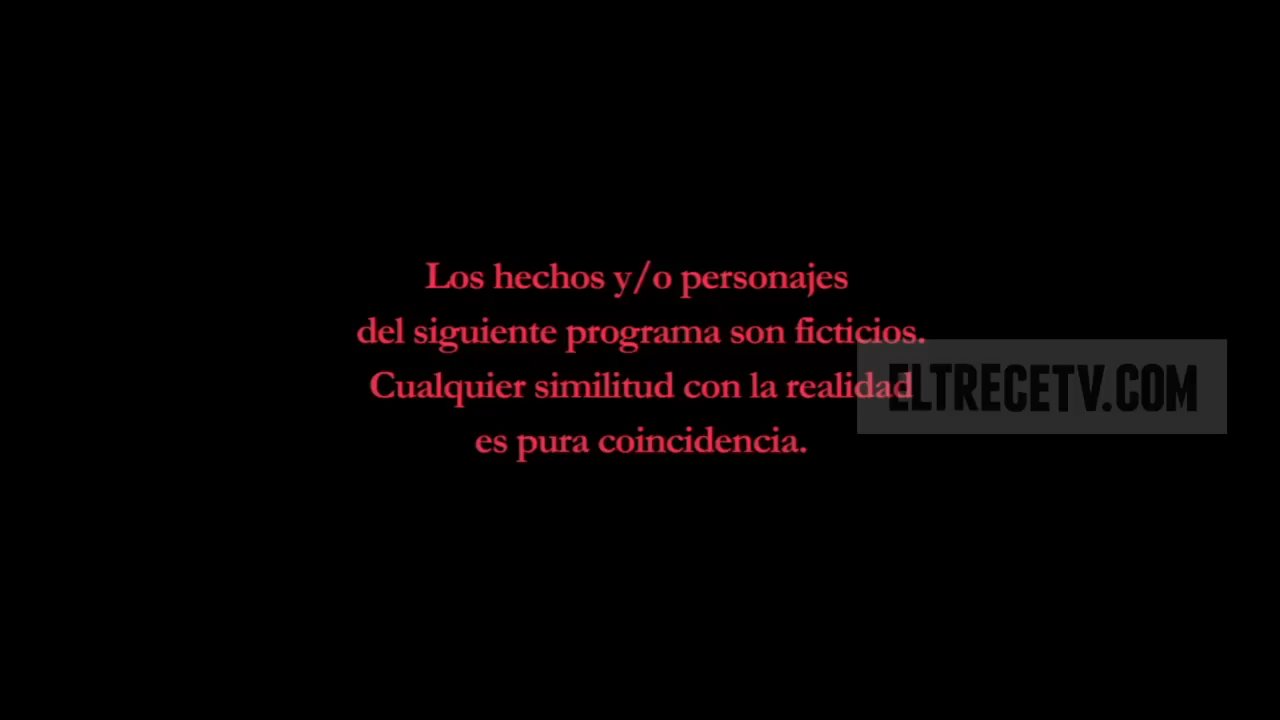 Los hechos y/o personajes
del siguiente programa son ficticios.
Cualquier similitud con la realidad
es pura coincidencia.
ELTRECETV.COM